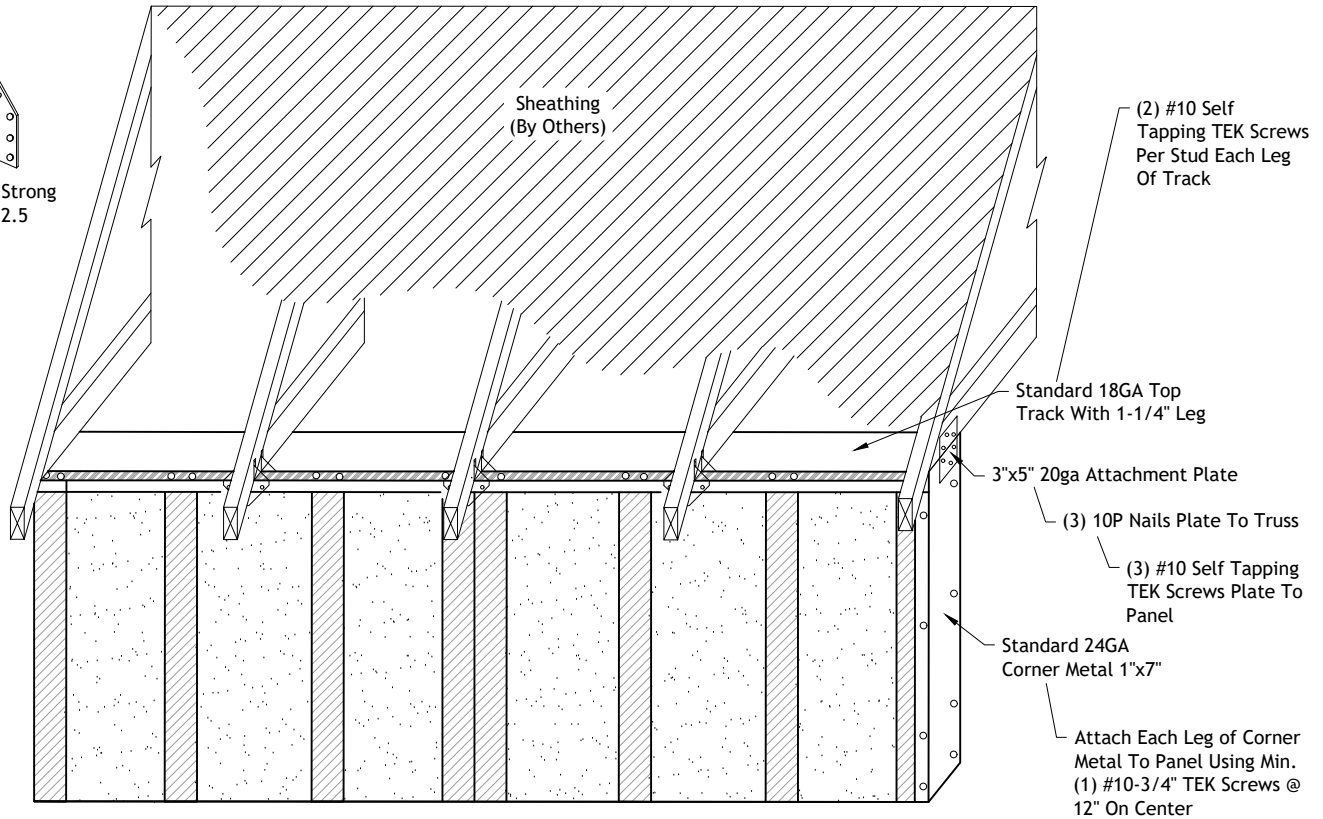 Strong
2.5
Sheathing
(By Others)
(2) #10 Self
Tapping TEK Screws
Per Stud Each Leg
Of Track
Standard 18GA Top
Track With 1-1/4" Leg
3"x5" 20ga Attachment Plate
(3) 10P Nails Plate To Truss
(3) #10 Self Tapping
TEK Screws Plate To
Panel
Standard 24GA
Corner Metal 1"x7"
Attach Each Leg of Corner
Metal To Panel Using Min.
(1) #10-3/4" TEK Screws @
12" On Center